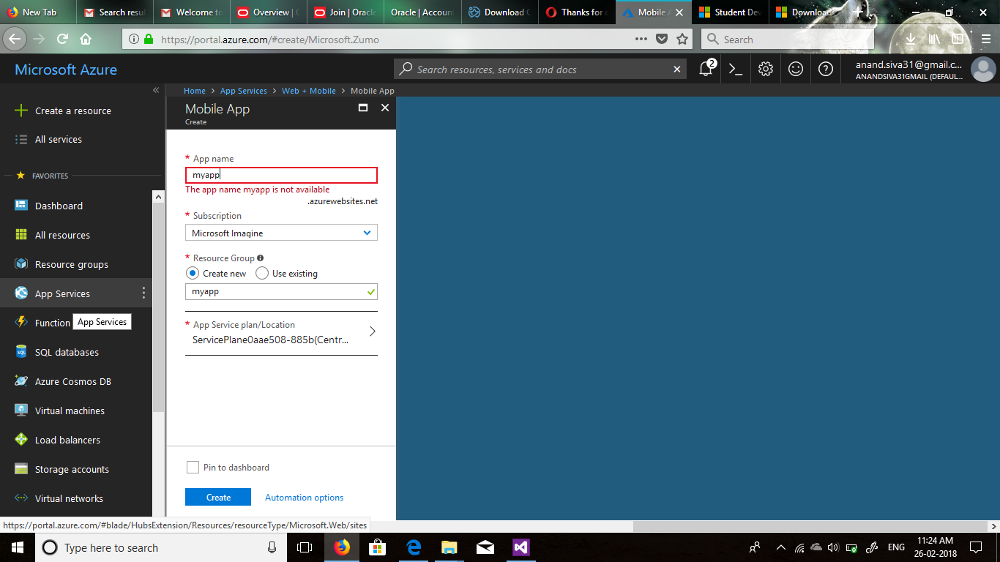 New Tab
Search resul
Welcome to
Overview | O
Join | Oracle
Oracle | Account
Download G
Thanks for d
Mobile A
Student Dev
Downloads
https://portal.azure.com/#create/Microsoft.Zumo
Search
Microsoft Azure
Search resources, services and docs
2
anand.siva31@gmail.c...
ANANDSIVA31GMAIL (DEFAUL...
Home > App Services > Web + Mobile > Mobile App
Create a resource
All services
FAVORITES
Dashboard
All resources
Resource groups
App Services
Function
App Services
SQL databases
Azure Cosmos DB
Virtual machines
Load balancers
Storage accounts
Virtual networks
Mobile App
Create
* App name
myapp
The app name myapp is not available
.azurewebsites.net
* Subscription
Microsoft Imagine
* Resource Group
Create new
Use existing
myapp
* App Service plan/Location
ServicePlane0aae508-885b(Centr...
Pin to dashboard
Create
Automation options
https://portal.azure.com/#blade/HubsExtension/Resources/resourceType/Microsoft.Web/sites
Type here to search
ENG
11:24 AM
26-02-2018